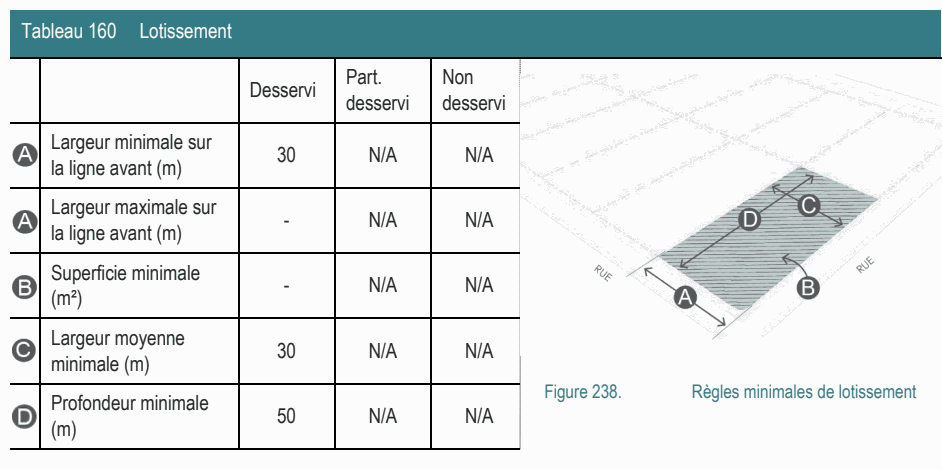 Tableau 160 Lotissement
Desservi Part. desservi Non desservi
A Largeur minimale sur la ligne avant (m) 30 N/A N/A
A Largeur maximale sur la ligne avant (m) - N/A N/A
B Superficie minimale (m²) - N/A N/A
C Largeur moyenne minimale (m) 30 N/A N/A
D Profondeur minimale (m) 50 N/A N/A
D
C
RUE
A
B
RUE
Figure 238. Règles minimales de lotissement